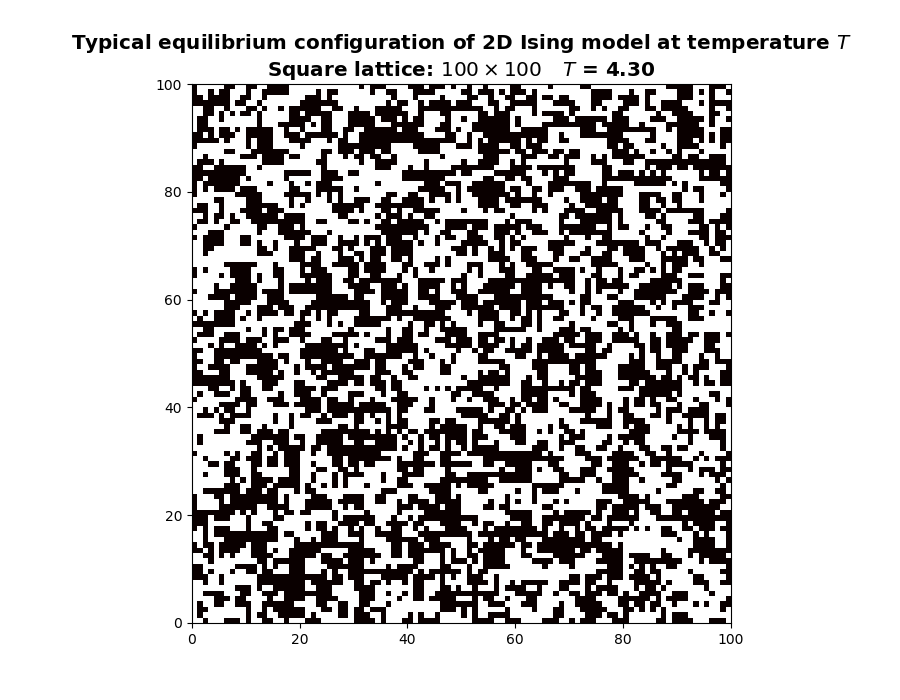 Typical equilibrium configuration of 2D Ising model at temperature T
Square lattice: 100 × 100 T = 4.30
100
80
60
40
20
0
0 20 40 60 80 100